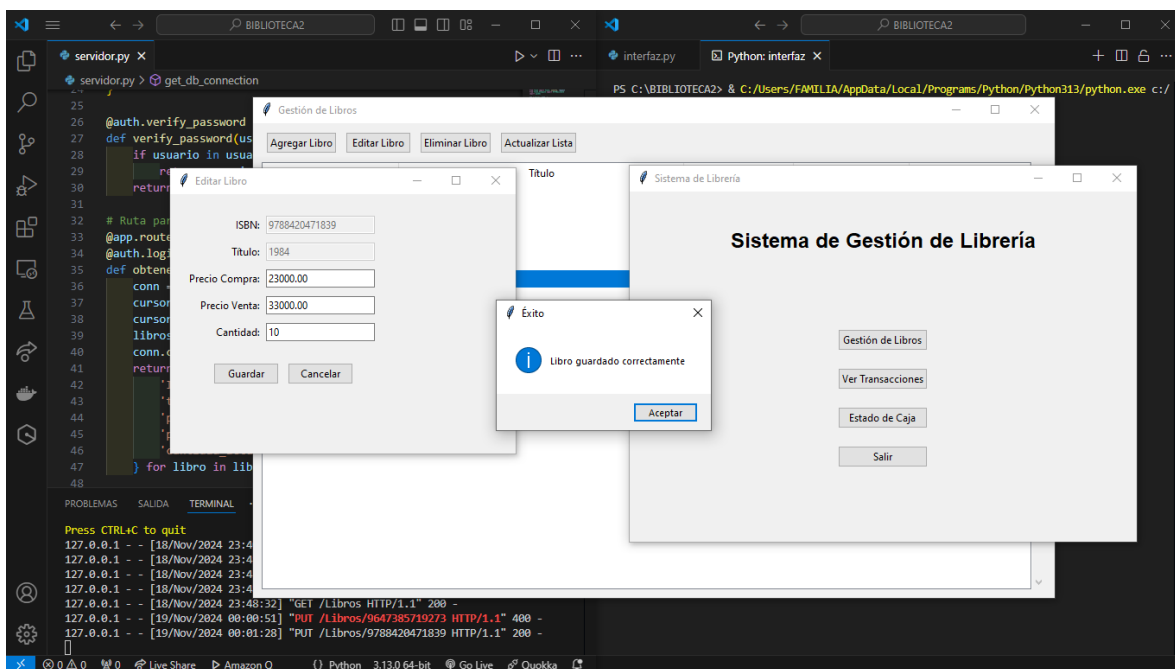 BIBLIOTECA2
servidor.py
servidor.py > get_db_connection
24 }
25
26 @auth.verify_password
27 def verify_password(us
28 if usuario in usua
29
30 return
31
32 # Ruta par
33 @app.route
34 @auth.logi
35 def obtene
36 conn =
37 cursor
38 cursor
39 libros
40 conn.c
41 return
42
43
44
45
46
47 } for libro in lib
48
PROBLEMAS SALIDA TERMINAL
Press CTRL+C to quit
127.0.0.1 - - [18/Nov/2024 23:4
127.0.0.1 - - [18/Nov/2024 23:4
127.0.0.1 - - [18/Nov/2024 23:4
127.0.0.1 - - [18/Nov/2024 23:4
127.0.0.1 - - [18/Nov/2024 23:48:32] "GET /Libros HTTP/1.1" 200 -
127.0.0.1 - - [19/Nov/2024 00:00:51] "PUT /Libros/9647385719273 HTTP/1.1" 400 -
127.0.0.1 - - [19/Nov/2024 00:01:28] "PUT /Libros/9788420471839 HTTP/1.1" 200 -
0 0 0 Live Share Amazon Q {} Python 3.13.0 64-bit Go Live Quokka
BIBLIOTECA2
interfaz.py Python: interfaz
PS C:\BIBLIOTECA2> & C:/Users/FAMILIA/AppData/Local/Programs/Python/Python313/python.exe c:/
Gestión de Libros
Agregar Libro Editar Libro Eliminar Libro Actualizar Lista
Título
Editar Libro
ISBN: 9788420471839
Título: 1984
Precio Compra: 23000.00
Precio Venta: 33000.00
Cantidad: 10
Guardar Cancelar
Éxito
Libro guardado correctamente
Aceptar
Sistema de Librería
Sistema de Gestión de Librería
Gestión de Libros
Ver Transacciones
Estado de Caja
Salir